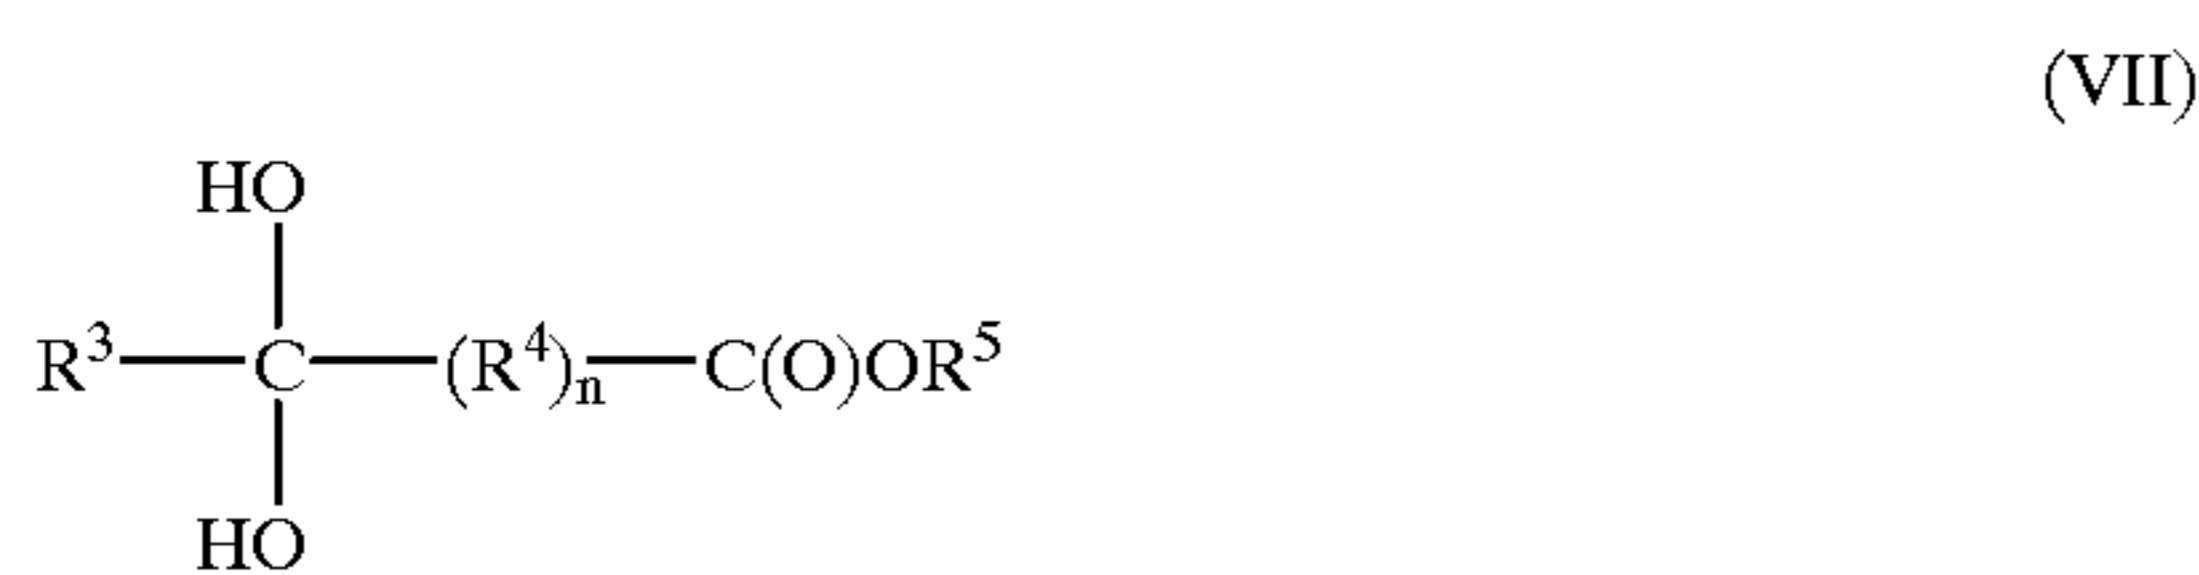 (VII)
HO
R³—C—(R⁴)ₙ—C(O)OR⁵
HO